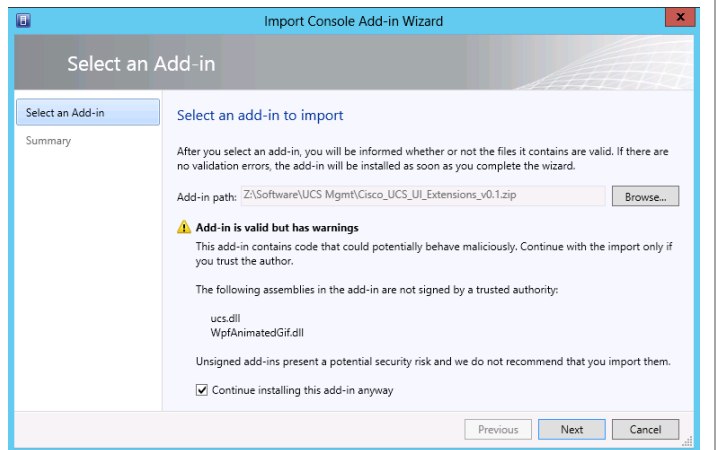 Import Console Add-in Wizard
x
Select an Add-in
Select an Add-in
Summary
Select an add-in to import
After you select an add-in, you will be informed whether or not the files it contains are valid. If there are
no validation errors, the add-in will be installed as soon as you complete the wizard.
Add-in path: Z:\Software\UCS Mgmt\Cisco_UCS_UI_Extensions_v0.1.zip Browse...
Add-in is valid but has warnings
This add-in contains code that could potentially behave maliciously. Continue with the import only if
you trust the author.
The following assemblies in the add-in are not signed by a trusted authority:
ucs.dll
WpfAnimatedGif.dll
Unsigned add-ins present a potential security risk and we do not recommend that you import them.
Continue installing this add-in anyway
Previous Next Cancel